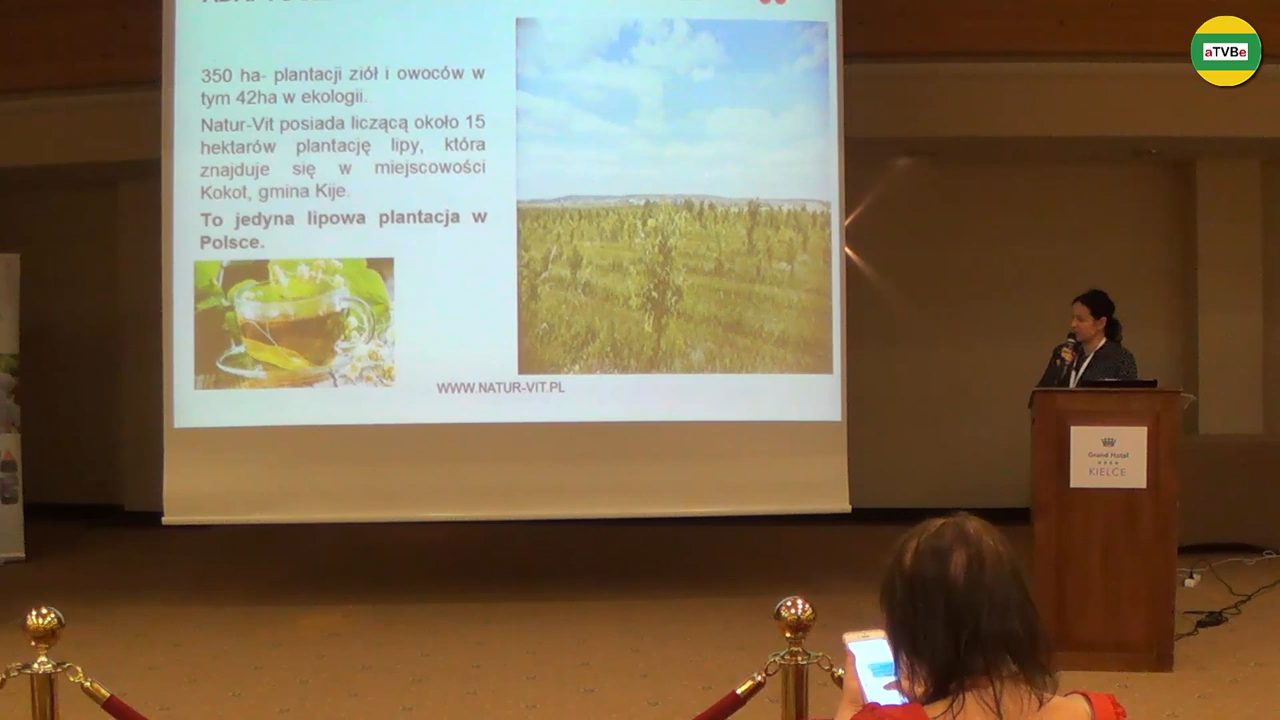 350 ha- plantacji ziół i owoców w
tym 42ha w ekologii.
Natur-Vit posiada liczącą około 15
hektarów plantację lipy, która
znajduje się w miejscowości
Kokot, gmina Kije.
To jedyna lipowa plantacja w
Polsce.
WWW.NATUR-VIT.PL
aTVBe
Grand Hotel
KIELCE